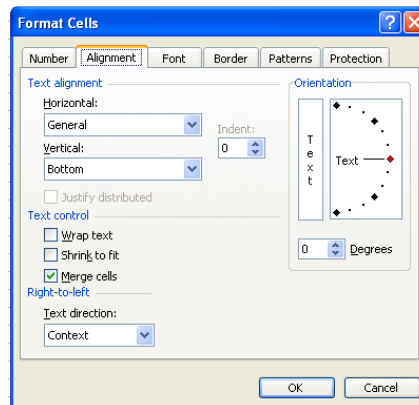 Format Cells
Number Alignment Font Border Patterns Protection
Text alignment
Horizontal:
General
Vertical:
Bottom
Indent:
0
Justify distributed
Text control
Wrap text
Shrink to fit
Merge cells
Right-to-left
Text direction:
Context
Orientation
T
e
x
t
Text
0 Degrees
OK Cancel